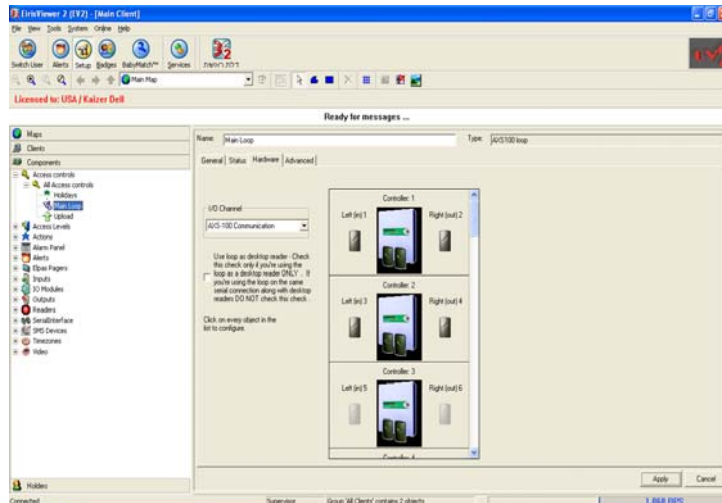 EirisViewer 2 (EV2) - [Main Client]
File View Tools System Online Help
Switch User Alerts Setup Badges BabyMatch™ Services
Main Map
Licensed to: USA / Kaizer Dell
Ready for messages ...
Maps
Clients
Components
Access controls
All Access controls
Holidays
Main Loop
Upload
Access Levels
Actions
Alarm Panel
Alerts
Elpas Pagers
Inputs
IO Modules
Outputs
Readers
SerialInterface
SMS Devices
Timezones
Video
Holders
Name: Main Loop Type: AXS100 loop
General Status Hardware Advanced
I/O Channel
AXS-100 Communication
Use loop as desktop reader - Check
this check only if you're using the
loop as a desktop reader ONLY . If
you're using the loop on the same
serial connection along with desktop
readers DO NOT check this check .
Click on every object in the
list to configure.
Controller: 1
Left (in) 1 Right (out) 2
Controller: 2
Left (in) 3 Right (out) 4
Controller: 3
Left (in) 5 Right (out) 6
Controller: 4
Apply Cancel
Connected Supervisor Group 'All Clients' contains 2 objects